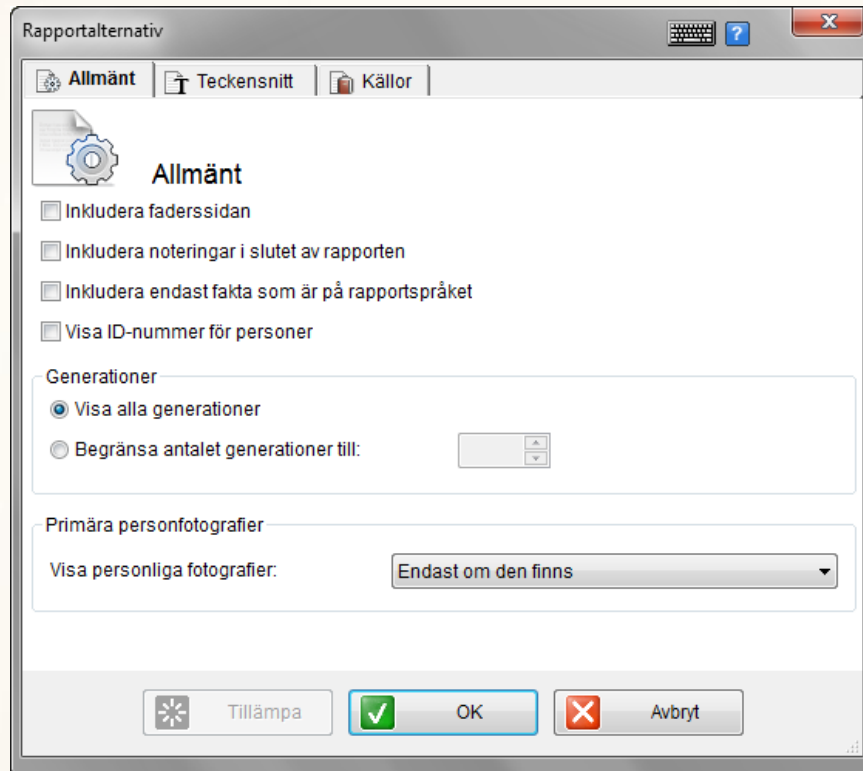 Rapportalternativ
Allmänt
Teckensnitt
Källor
Allmänt
Inkludera faderssidan
Inkludera noteringar i slutet av rapporten
Inkludera endast fakta som är på rapportspråket
Visa ID-nummer för personer
Generationer
Visa alla generationer
Begränsa antalet generationer till:
Primära personfotografier
Visa personliga fotografier:
Endast om den finns
Tillämpa
OK
Avbryt